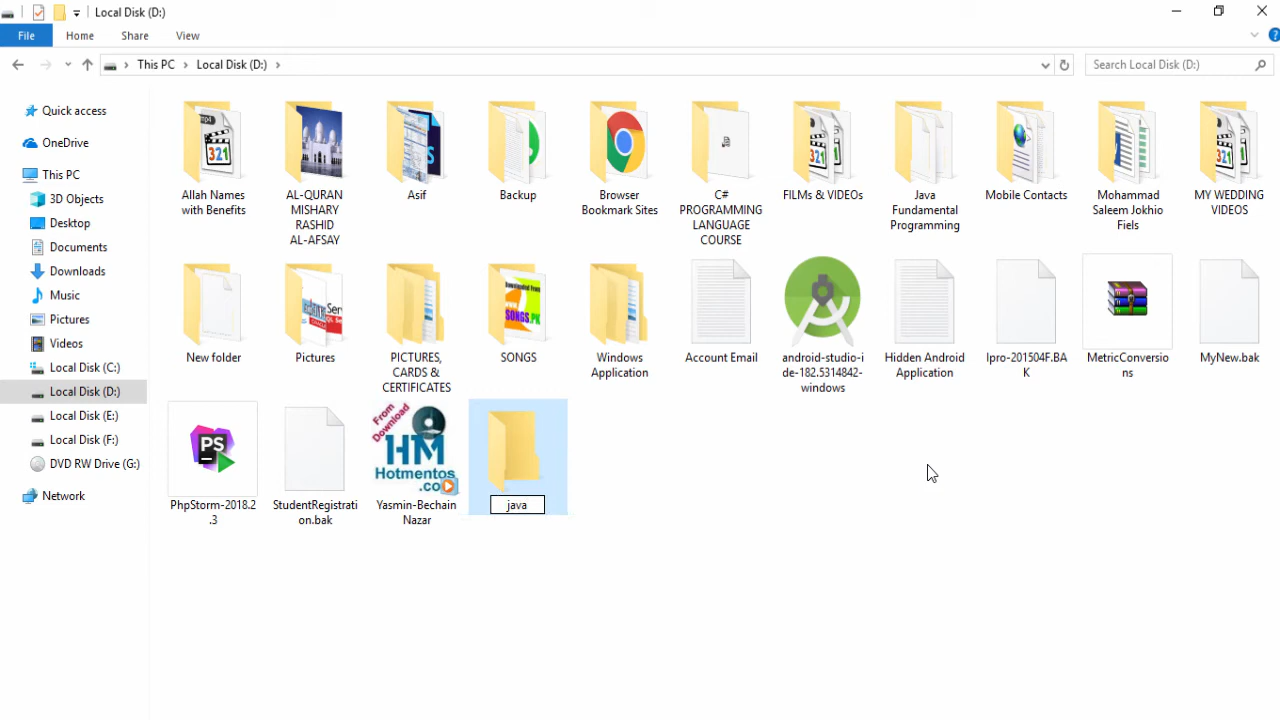 Local Disk (D:)
File Home Share View
This PC Local Disk (D:)
Search Local Disk (D:)
Quick access
OneDrive
This PC
3D Objects
Desktop
Documents
Downloads
Music
Pictures
Videos
Local Disk (C:)
Local Disk (D:)
Local Disk (E:)
Local Disk (F:)
DVD RW Drive (G:)
Network
mp4
321
Allah Names
with Benefits
AL-QURAN
MISHARY
RASHID
AL-AFSAY
Asif
Backup
Browser
Bookmark Sites
C#
PROGRAMMING
LANGUAGE
COURSE
321
FILMs & VIDEOs
Java
Fundamental
Programming
Mobile Contacts
Mohammad
Saleem Jokhio
Fiels
321
MY WEDDING
VIDEOS
New folder
Pictures
PICTURES,
CARDS &
CERTIFICATES
SONGS.PK
SONGS
Windows
Application
Account Email
android-studio-i
de-182.5314842-
windows
Hidden Android
Application
Ipro-201504F.BA
K
MetricConversio
ns
MyNew.bak
PS
PhpStorm-2018.2
.3
StudentRegistrati
on.bak
From
Download
HM
Hotmentos
.co
Yasmin-Bechain
Nazar
java